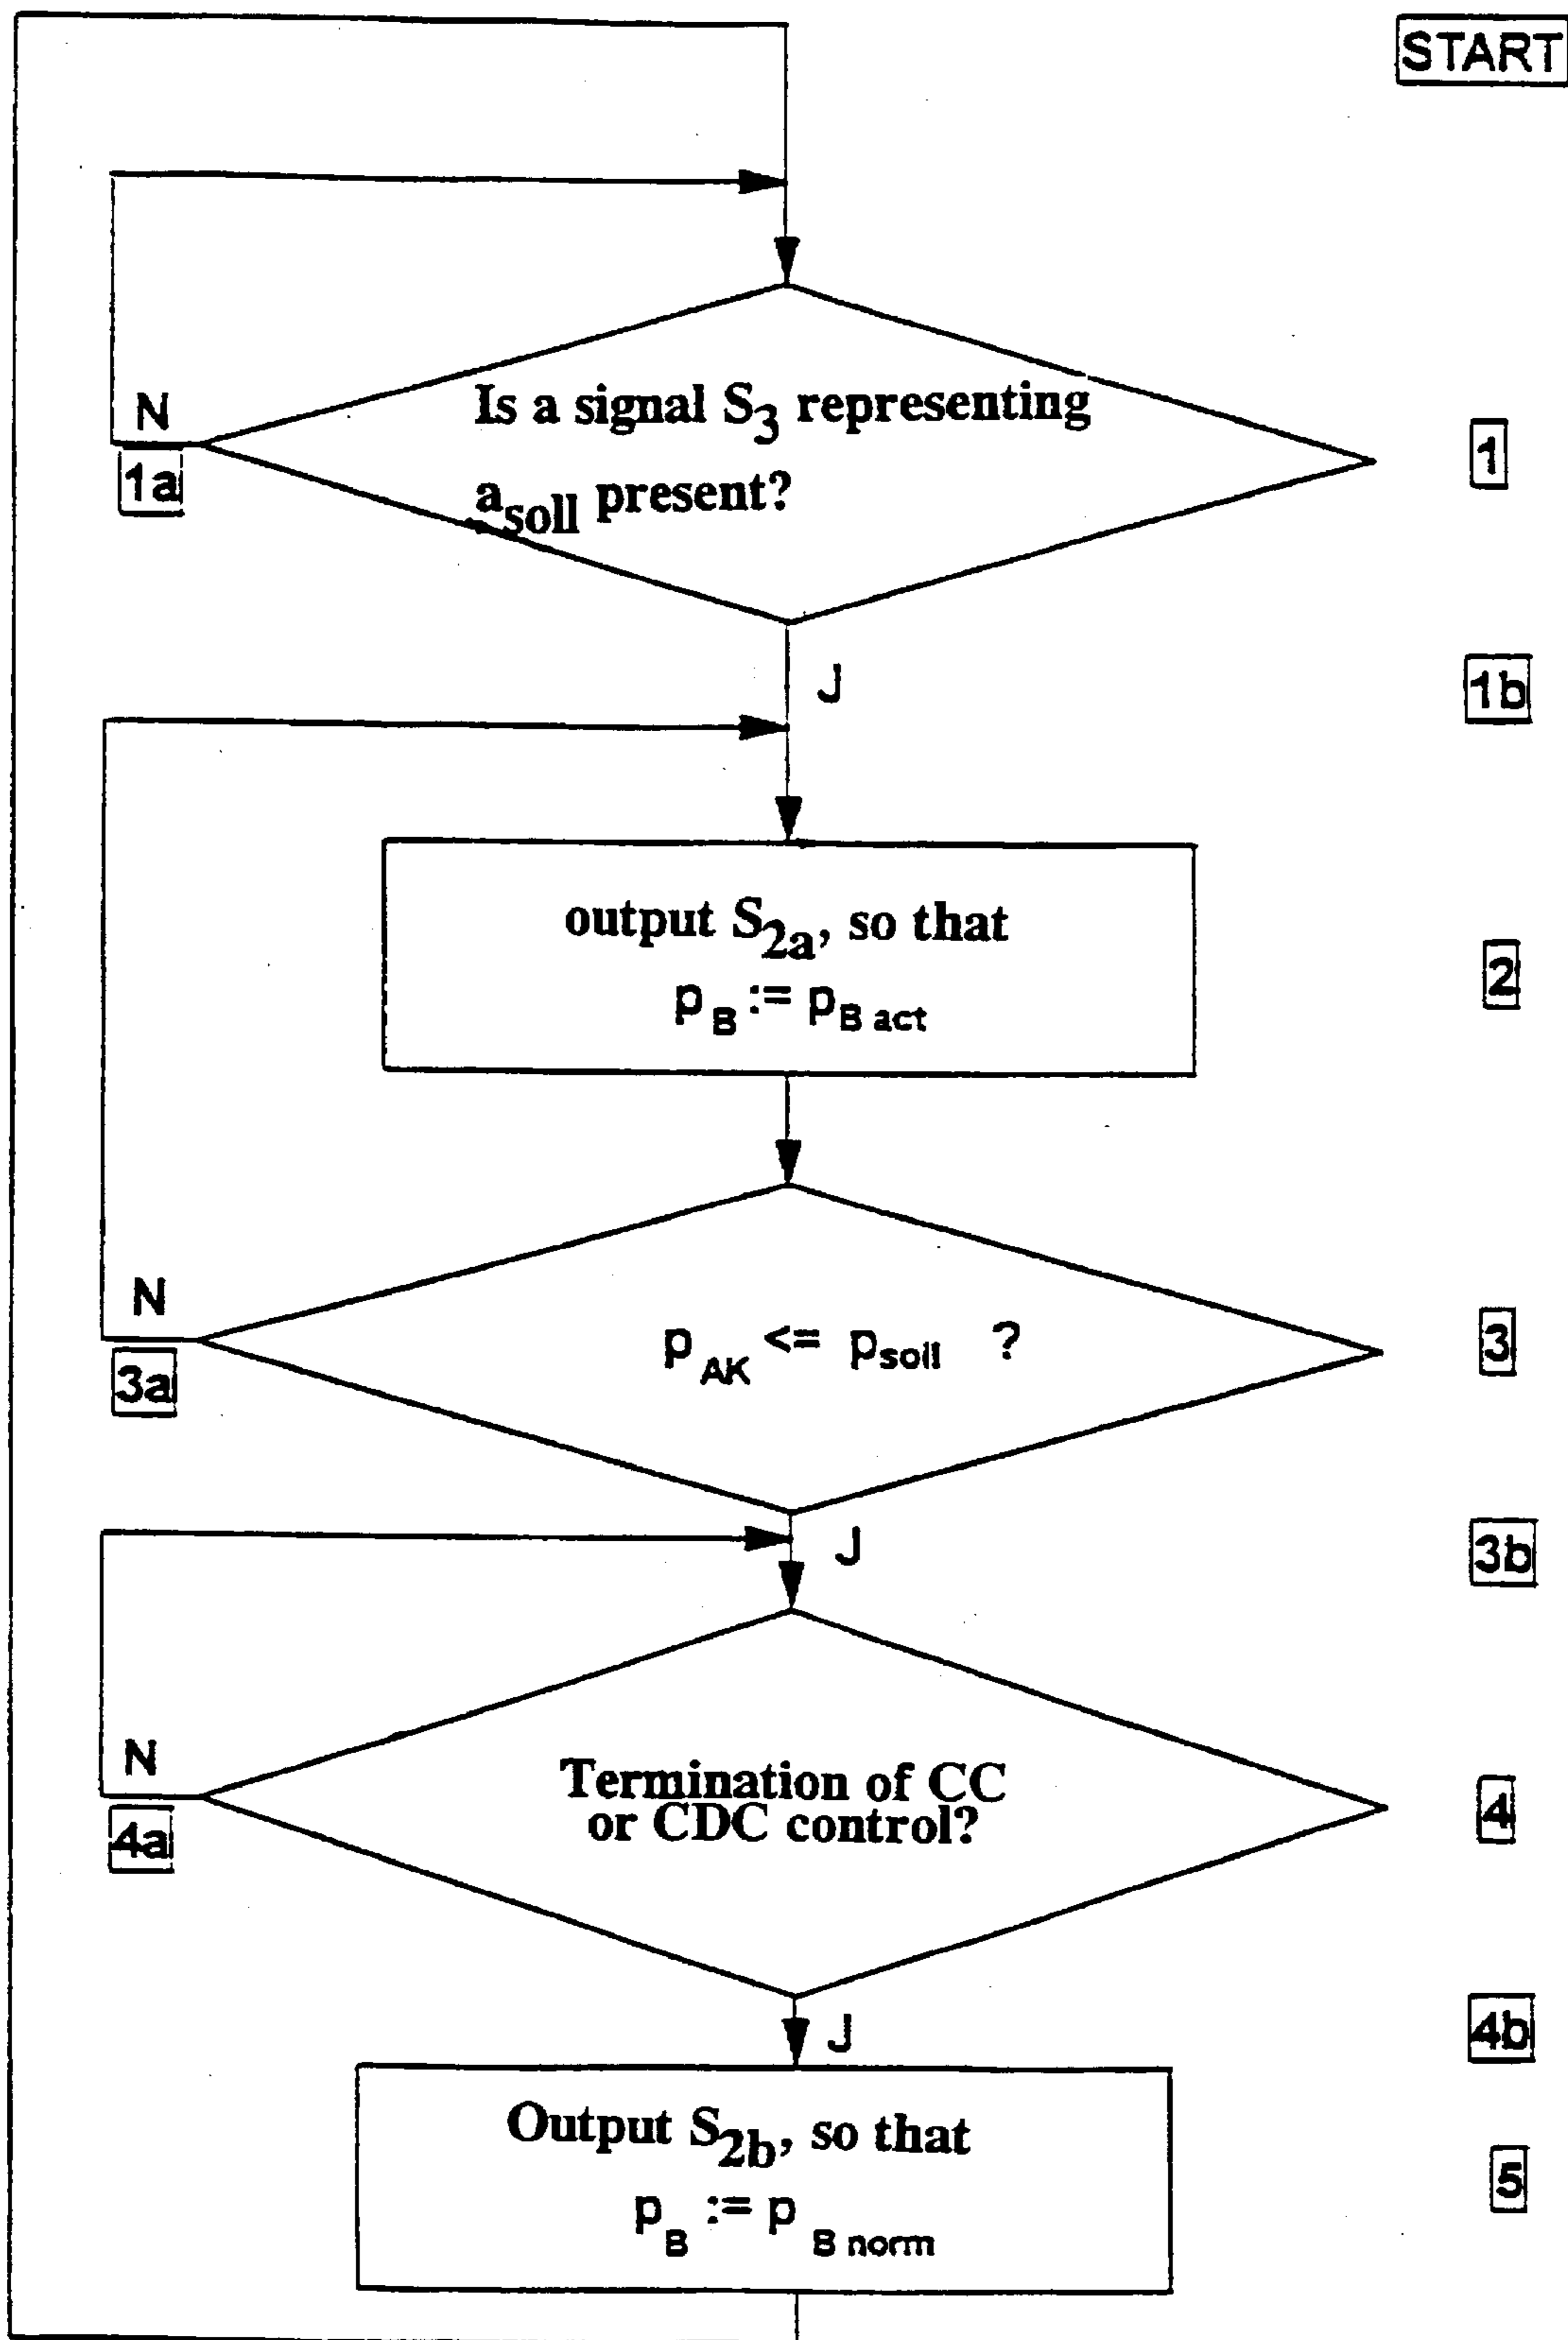 START
Is a signal S3 representing
N
1
1a
asoll present?
J
1b
output S2a, so that
2
pB := pB act
N
pAK <= psoll ?
3
3a
J
3b
N
Termination of CC
4
or CDC control?
4a
4b
J
Output S2b, so that
5
pB := pB norm